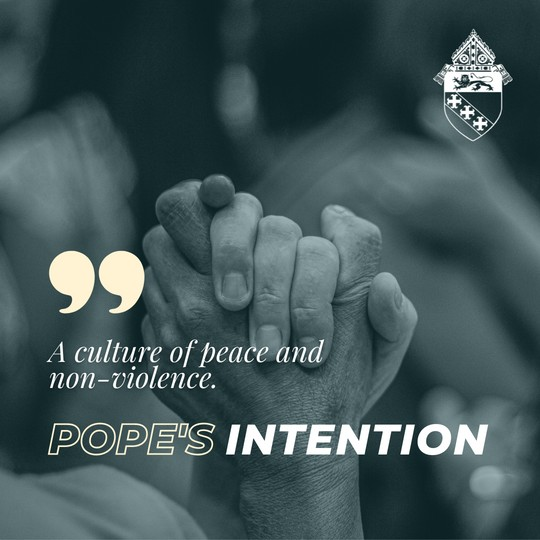 ”
A culture of peace and
non-violence.
POPE'S INTENTION